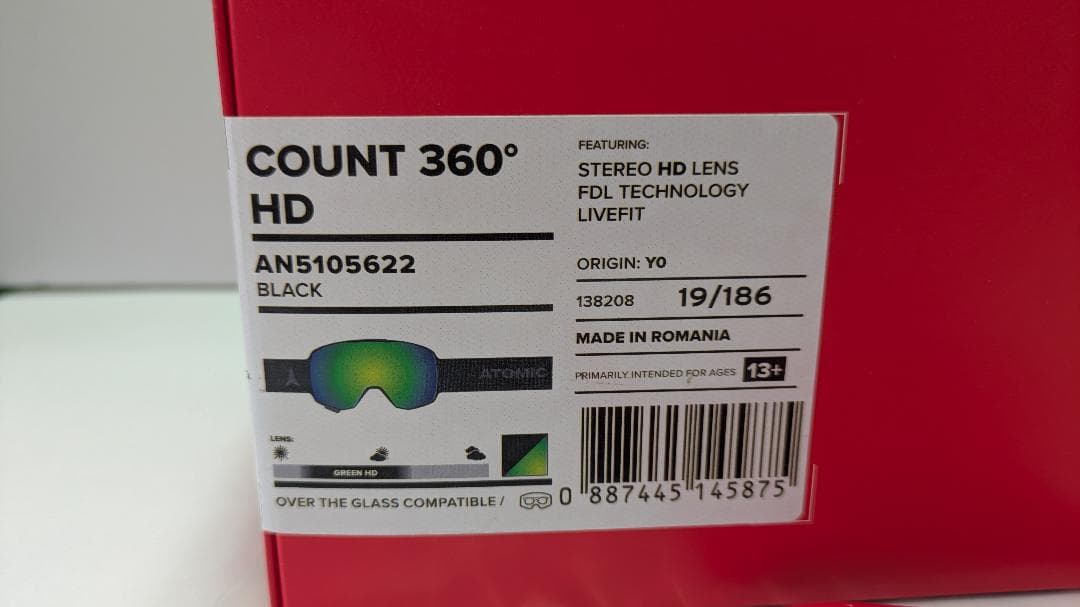 COUNT 360°
HD
AN5105622
BLACK
ATOMIC
LENS:
GREEN HD
OVER THE GLASS COMPATIBLE /
FEATURING:
STEREO HD LENS
FDL TECHNOLOGY
LIVEFIT
ORIGIN: Y0
138208 19/186
MADE IN ROMANIA
PRIMARILY INTENDED FOR AGES 13+
0 887445 145875